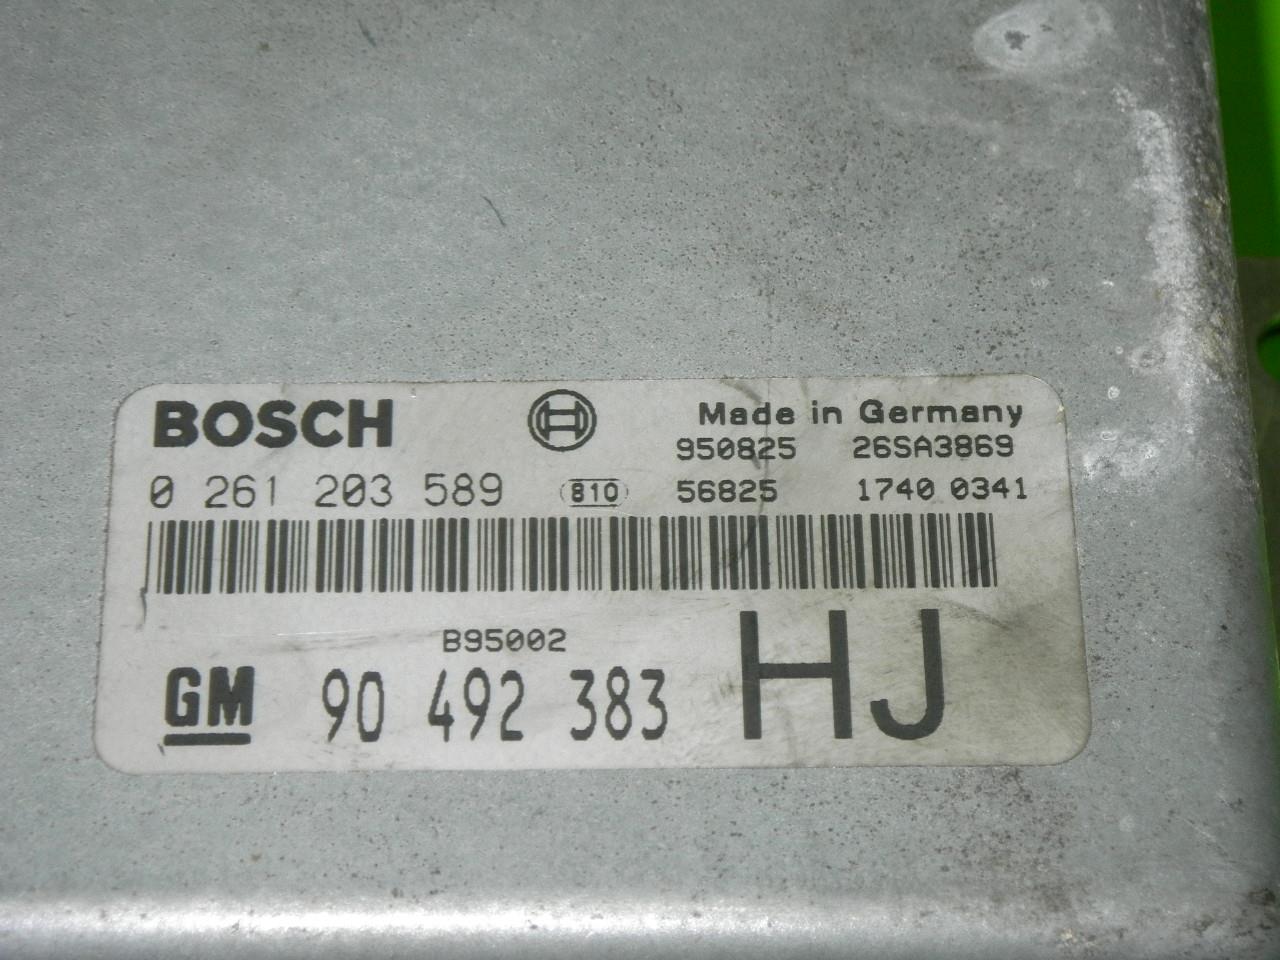 BOSCH Made in Germany
950825 26SA3869
0 261 203 589 810 56825 1740 0341
B95002
GM 90 492 383 HJ